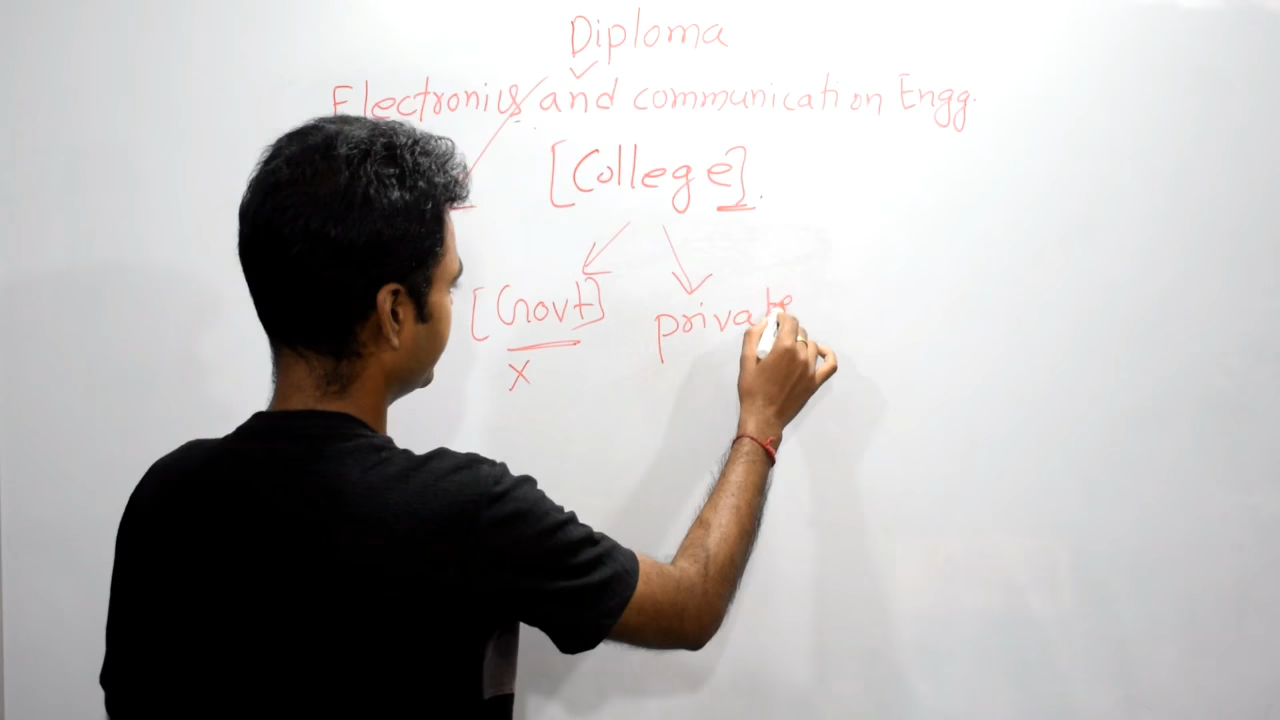 Diploma
Electronics and communication Engg.
[College].
[Govt] private
x